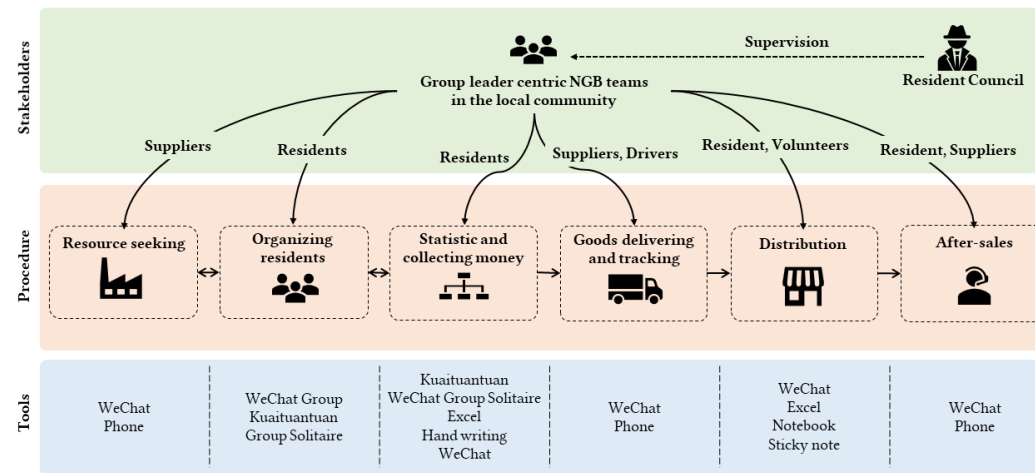 Stakeholders
Supervision
Resident Council
Group leader centric NGB teams
in the local community
Suppliers
Residents
Residents
Suppliers, Drivers
Resident, Volunteers
Resident, Suppliers
Procedure
Resource seeking
Organizing
residents
Statistic and
collecting money
Goods delivering
and tracking
Distribution
After-sales
Tools
WeChat
Phone
WeChat Group
Kuaituantuan
Group Solitaire
Kuaituantuan
WeChat Group Solitaire
Excel
Hand writing
WeChat
WeChat
Phone
WeChat
Excel
Notebook
Sticky note
WeChat
Phone